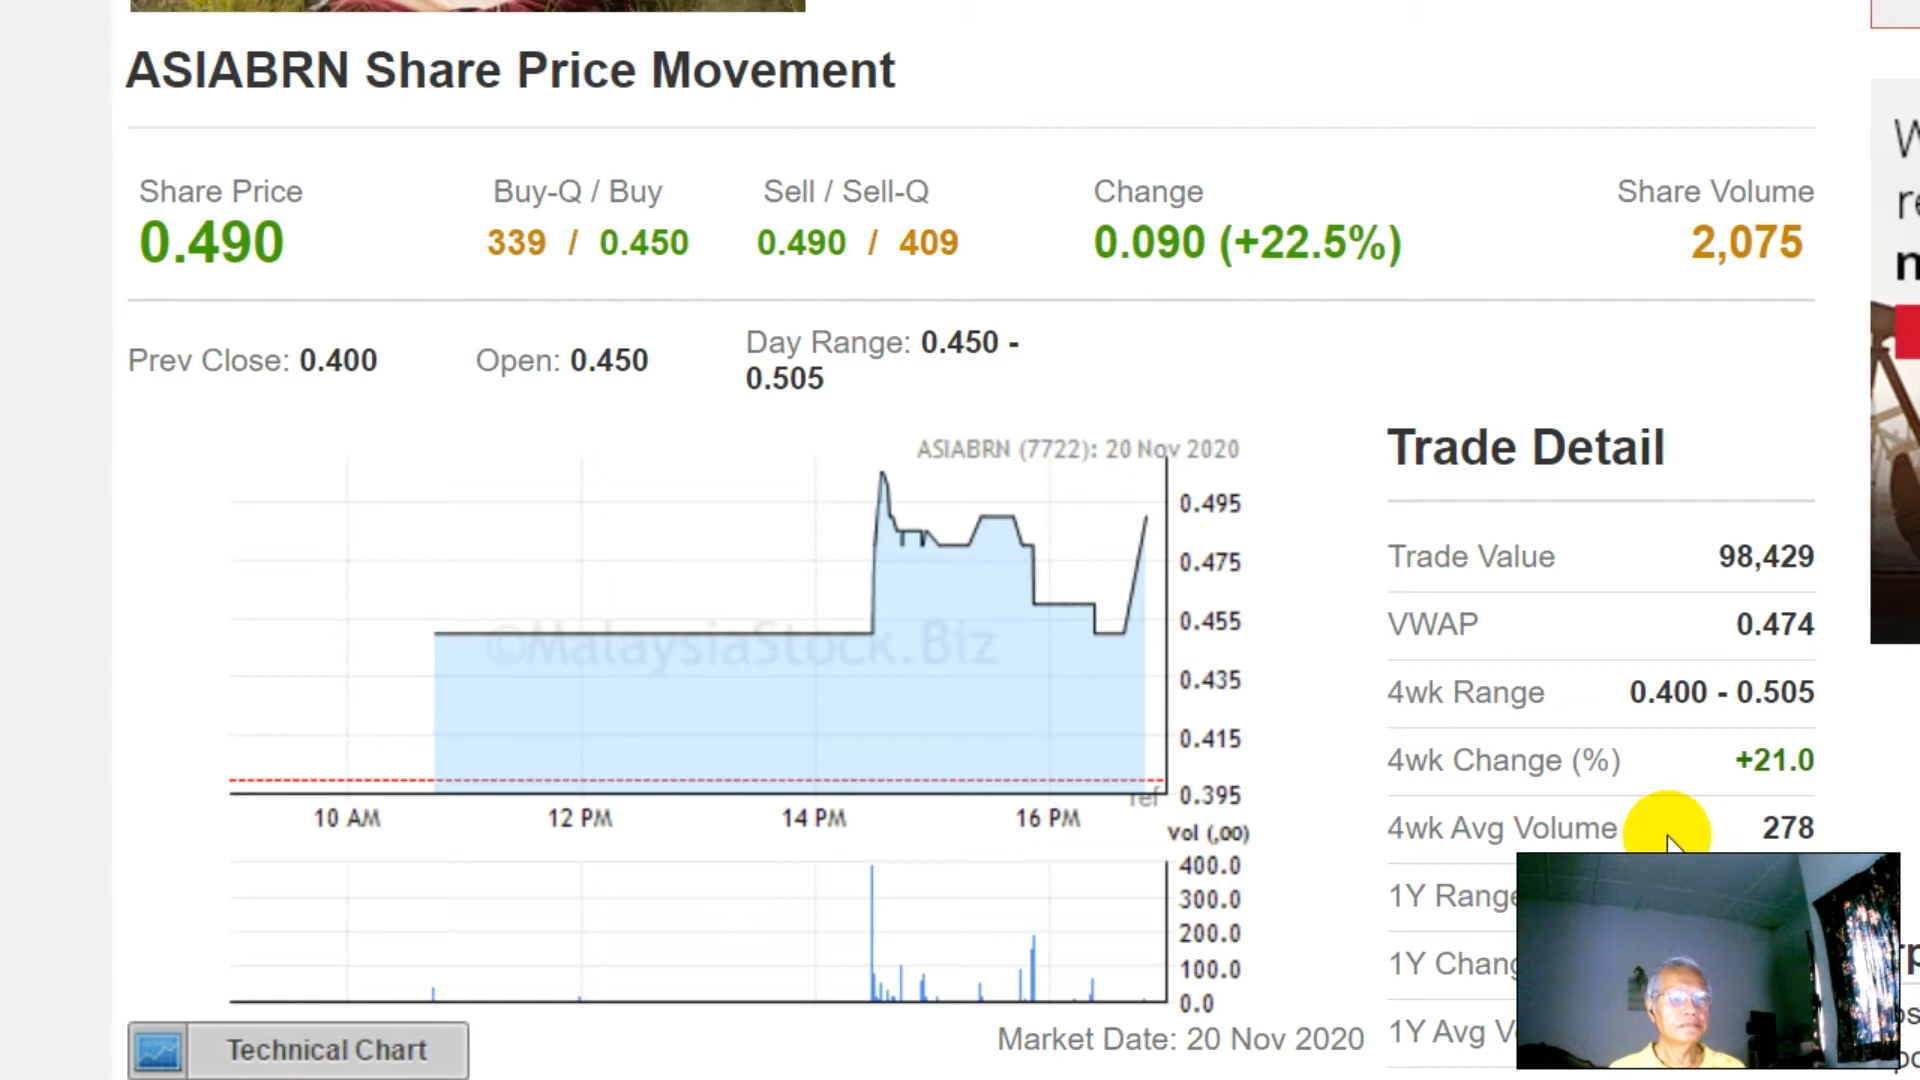 ASIABRN Share Price Movement
Share Price
Buy-Q / Buy
Sell / Sell-Q
Change
Share Volume
0.490
339 / 0.450
0.490 / 409
0.090 (+22.5%)
2,075
Prev Close: 0.400
Open: 0.450
Day Range: 0.450 -
0.505
ASIABRN (7722): 20 Nov 2020
0.495
0.475
0.455
0.435
0.415
0.395
©MalaysiaStock.Biz
ref
10 AM
12 PM
14 PM
16 PM
Vol (,00)
400.0
300.0
200.0
100.0
0.0
Technical Chart
Market Date: 20 Nov 2020
Trade Detail
Trade Value 98,429
VWAP 0.474
4wk Range 0.400 - 0.505
4wk Change (%) +21.0
4wk Avg Volume 278
1Y Range
1Y Chang
1Y Avg V